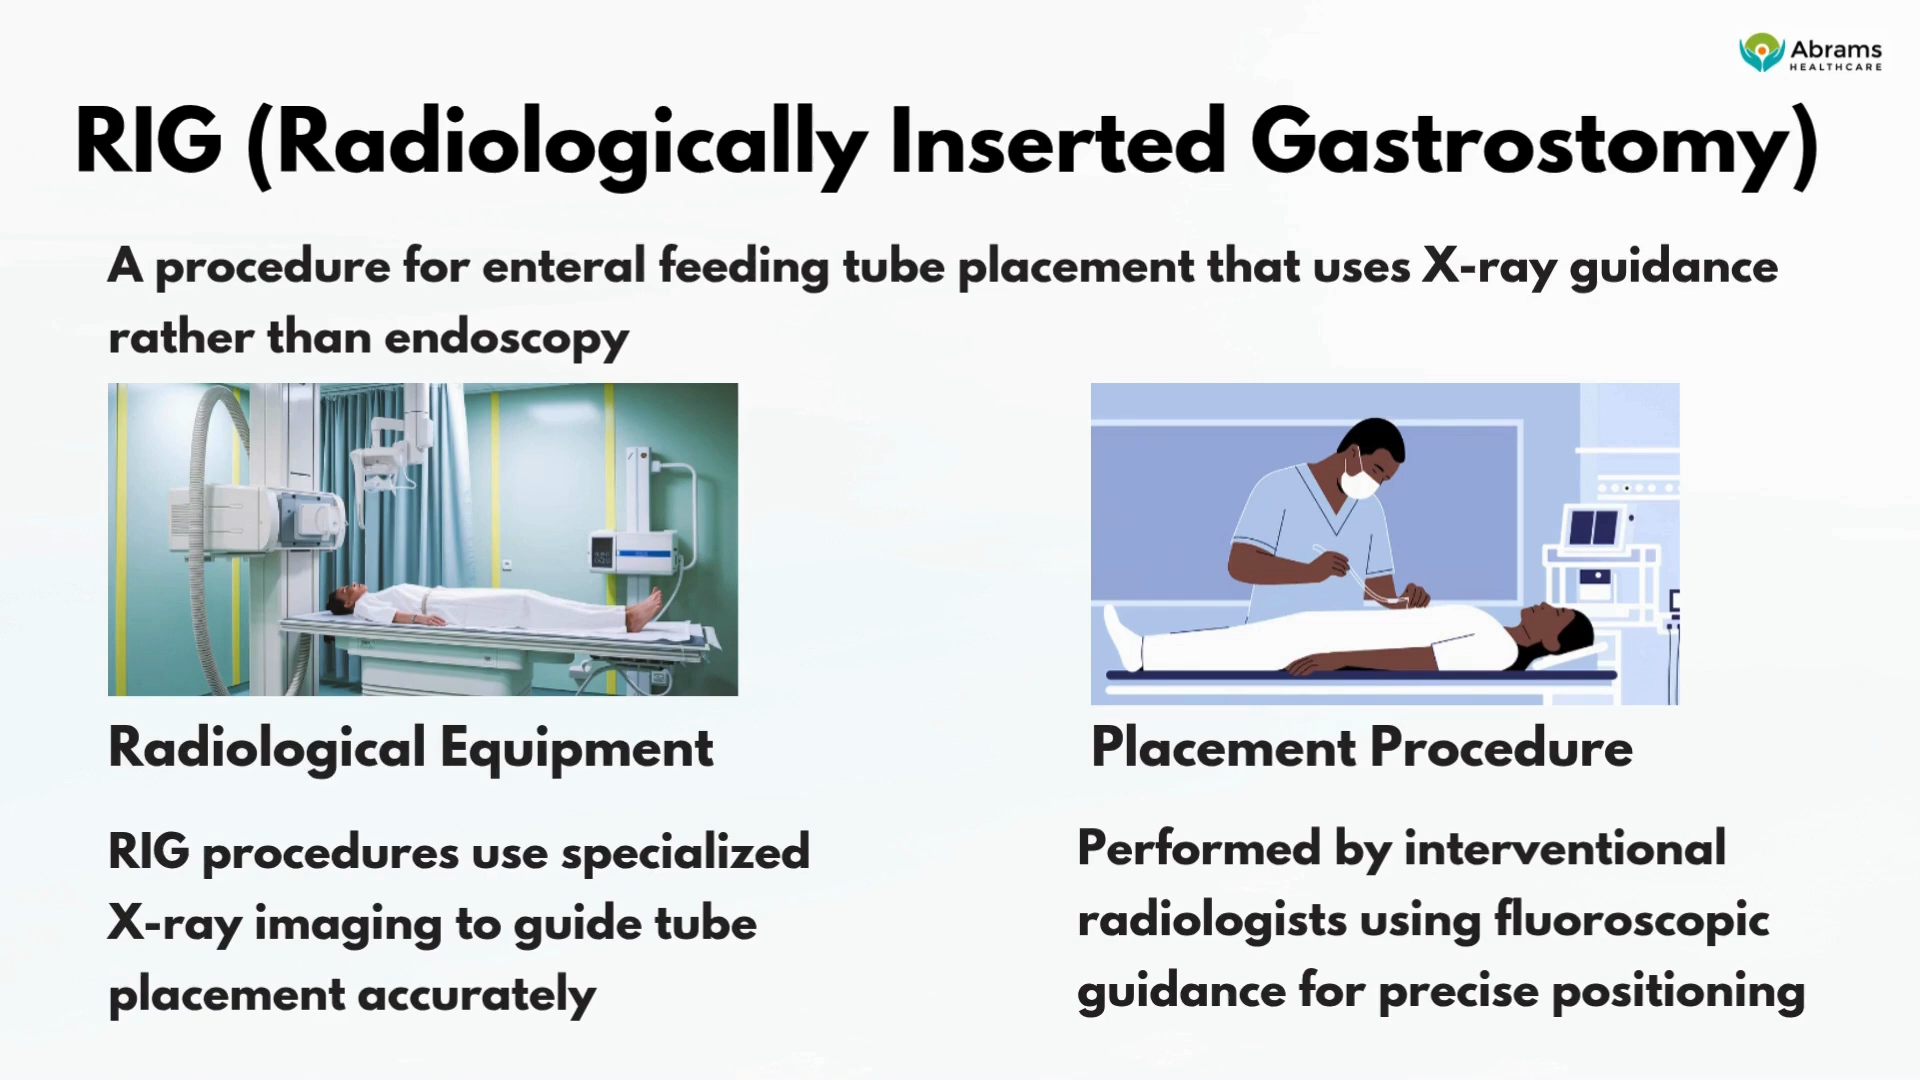 Abrams
HEALTHCARE
RIG (Radiologically Inserted Gastrostomy)
A procedure for enteral feeding tube placement that uses X-ray guidance
rather than endoscopy
Radiological Equipment
RIG procedures use specialized
X-ray imaging to guide tube
placement accurately
Placement Procedure
Performed by interventional
radiologists using fluoroscopic
guidance for precise positioning